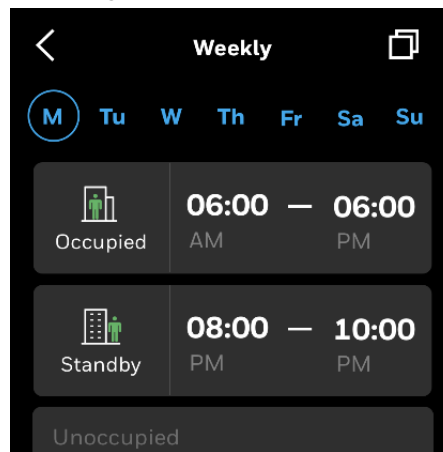 Weekly
M Tu W Th Fr Sa Su
06:00 — 06:00
Occupied AM PM
08:00 — 10:00
Standby PM PM
Unoccupied